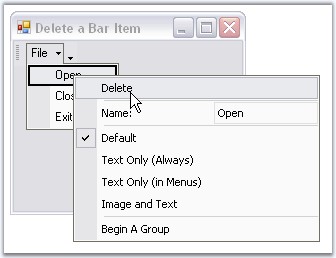 Delete a Bar Item
File
Open
Clos
Exit
Delete
Name: Open
Default
Text Only (Always)
Text Only (in Menus)
Image and Text
Begin A Group